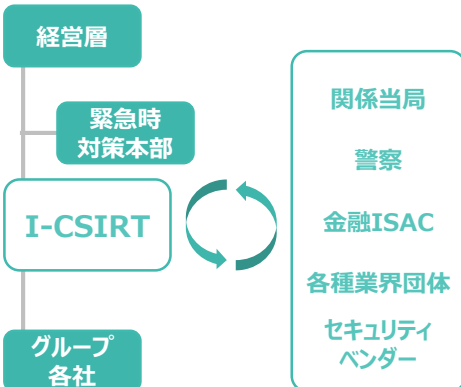 経営層
緊急時
対策本部
I-CSIRT
グループ
各社
関係当局
警察
金融ISAC
各種業界団体
セキュリティ
ベンダー